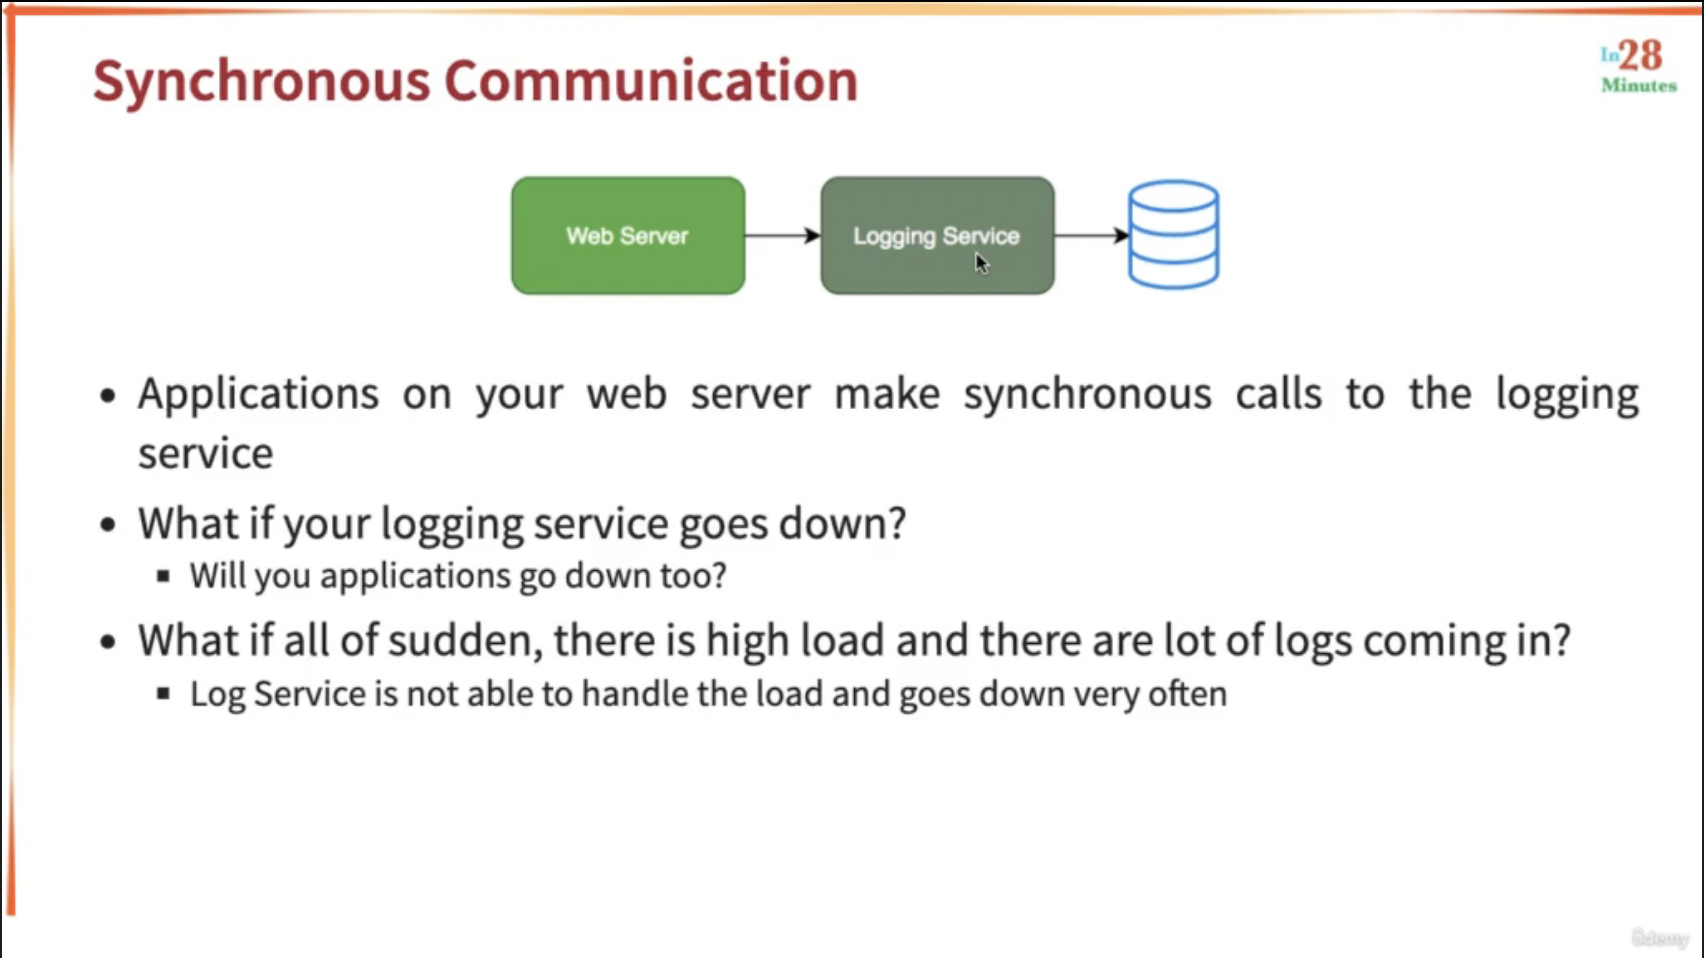 Synchronous Communication
In28
Minutes
Web Server
Logging Service
• Applications on your web server make synchronous calls to the logging
service
• What if your logging service goes down?
▪ Will you applications go down too?
• What if all of sudden, there is high load and there are lot of logs coming in?
▪ Log Service is not able to handle the load and goes down very often
ûdemy